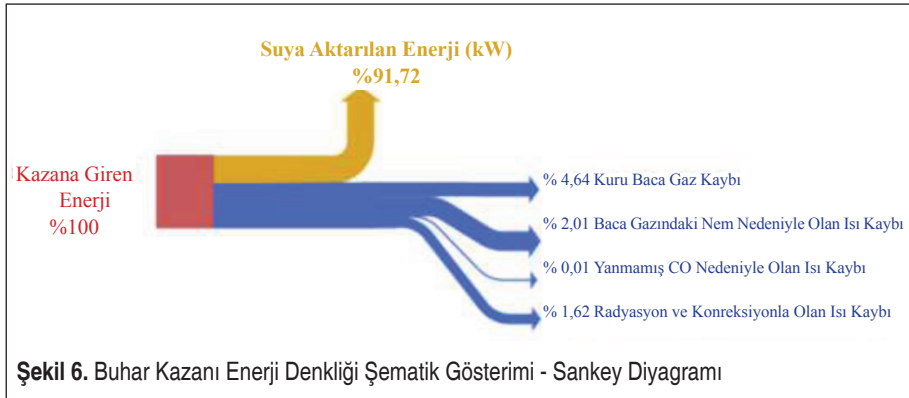 Suya Aktarılan Enerji (kW)
%91,72
Kazana Giren
Enerji
%100
% 4,64 Kuru Baca Gaz Kaybı
% 2,01 Baca Gazındaki Nem Nedeniyle Olan Isı Kaybı
% 0,01 Yanmamış CO Nedeniyle Olan Isı Kaybı
% 1,62 Radyasyon ve Konreksiyonla Olan Isı Kaybı
Şekil 6. Buhar Kazanı Enerji Denkliği Şematik Gösterimi - Sankey Diyagramı